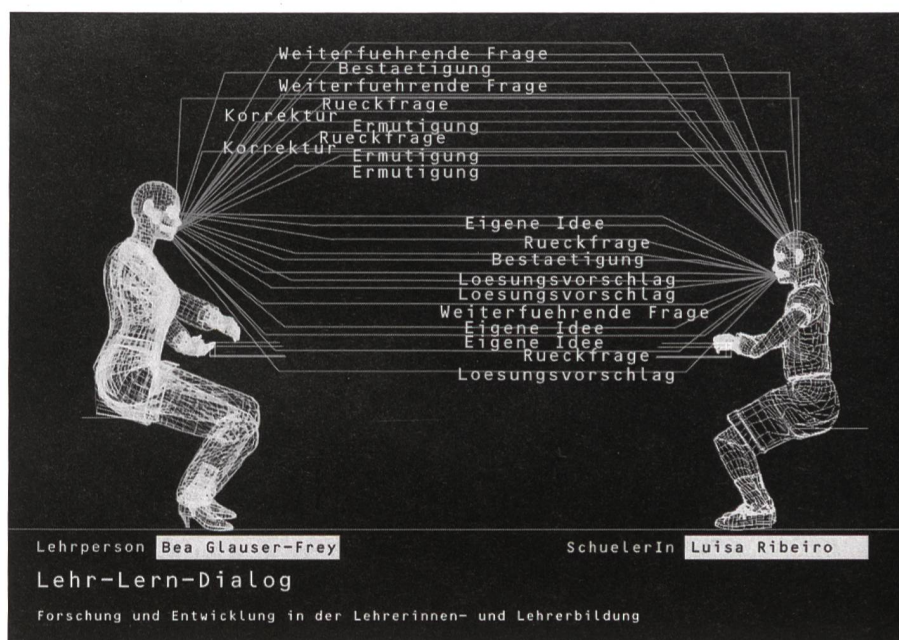 Weiterfuehrende Frage
Bestaetigung
Weiterfuehrende Frage
Rueckfrage
Korrektur
Ermutigung
Rueckfrage
Korrektur
Ermutigung
Ermutigung
Eigene Idee
Rueckfrage
Bestaetigung
Loesungsvorschlag
Loesungsvorschlag
Weiterfuehrende Frage
Eigene Idee
Eigene Idee
Rueckfrage
Loesungsvorschlag
Lehrperson Bea Glauser-Frey
SchuelerIn Luisa Ribeiro
Lehr-Lern-Dialog
Forschung und Entwicklung in der Lehrerinnen- und Lehrerbildung